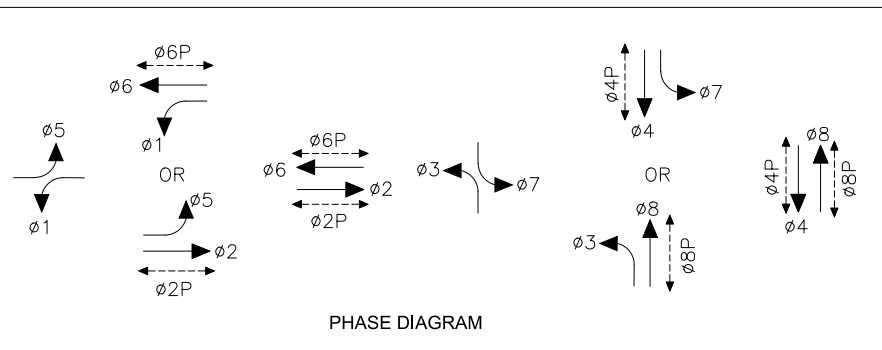 ø5
ø1
ø6P
ø6
ø1
OR
ø5
ø2
ø2P
ø6P
ø6
ø2
ø2P
ø3
ø7
ø4P
ø7
ø4
OR
ø8
ø3
ø8P
ø8
ø4P
ø8P
ø4
PHASE DIAGRAM